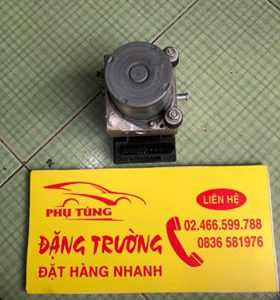 LIÊN HỆ
PHỤ TÙNG
02.466.599.788
0836 581976
ĐẶNG TRƯỜNG
ĐẶT HÀNG NHANH